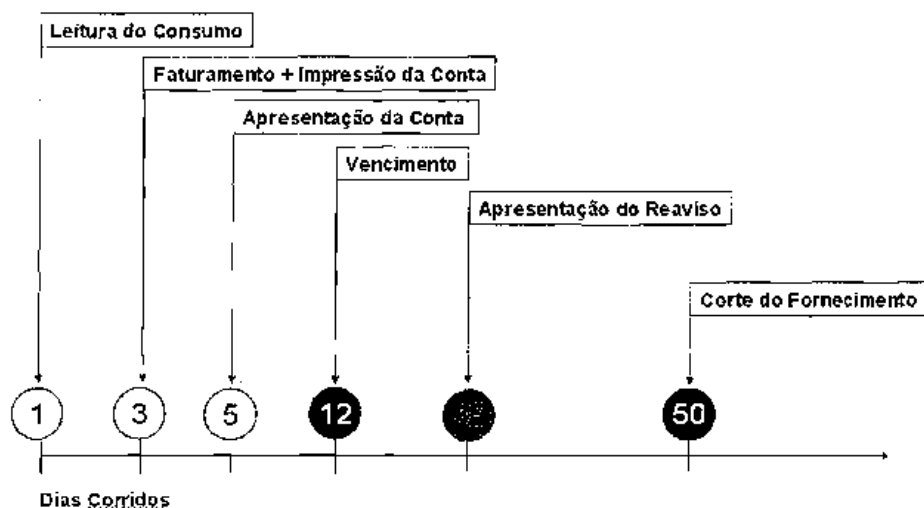 Leitura do Consumo
Faturamento + Impressão da Conta
Apresentação da Conta
Vencimento
Apresentação do Reaviso
Corte do Fornecimento
1
3
5
12
50
Dias Corridos